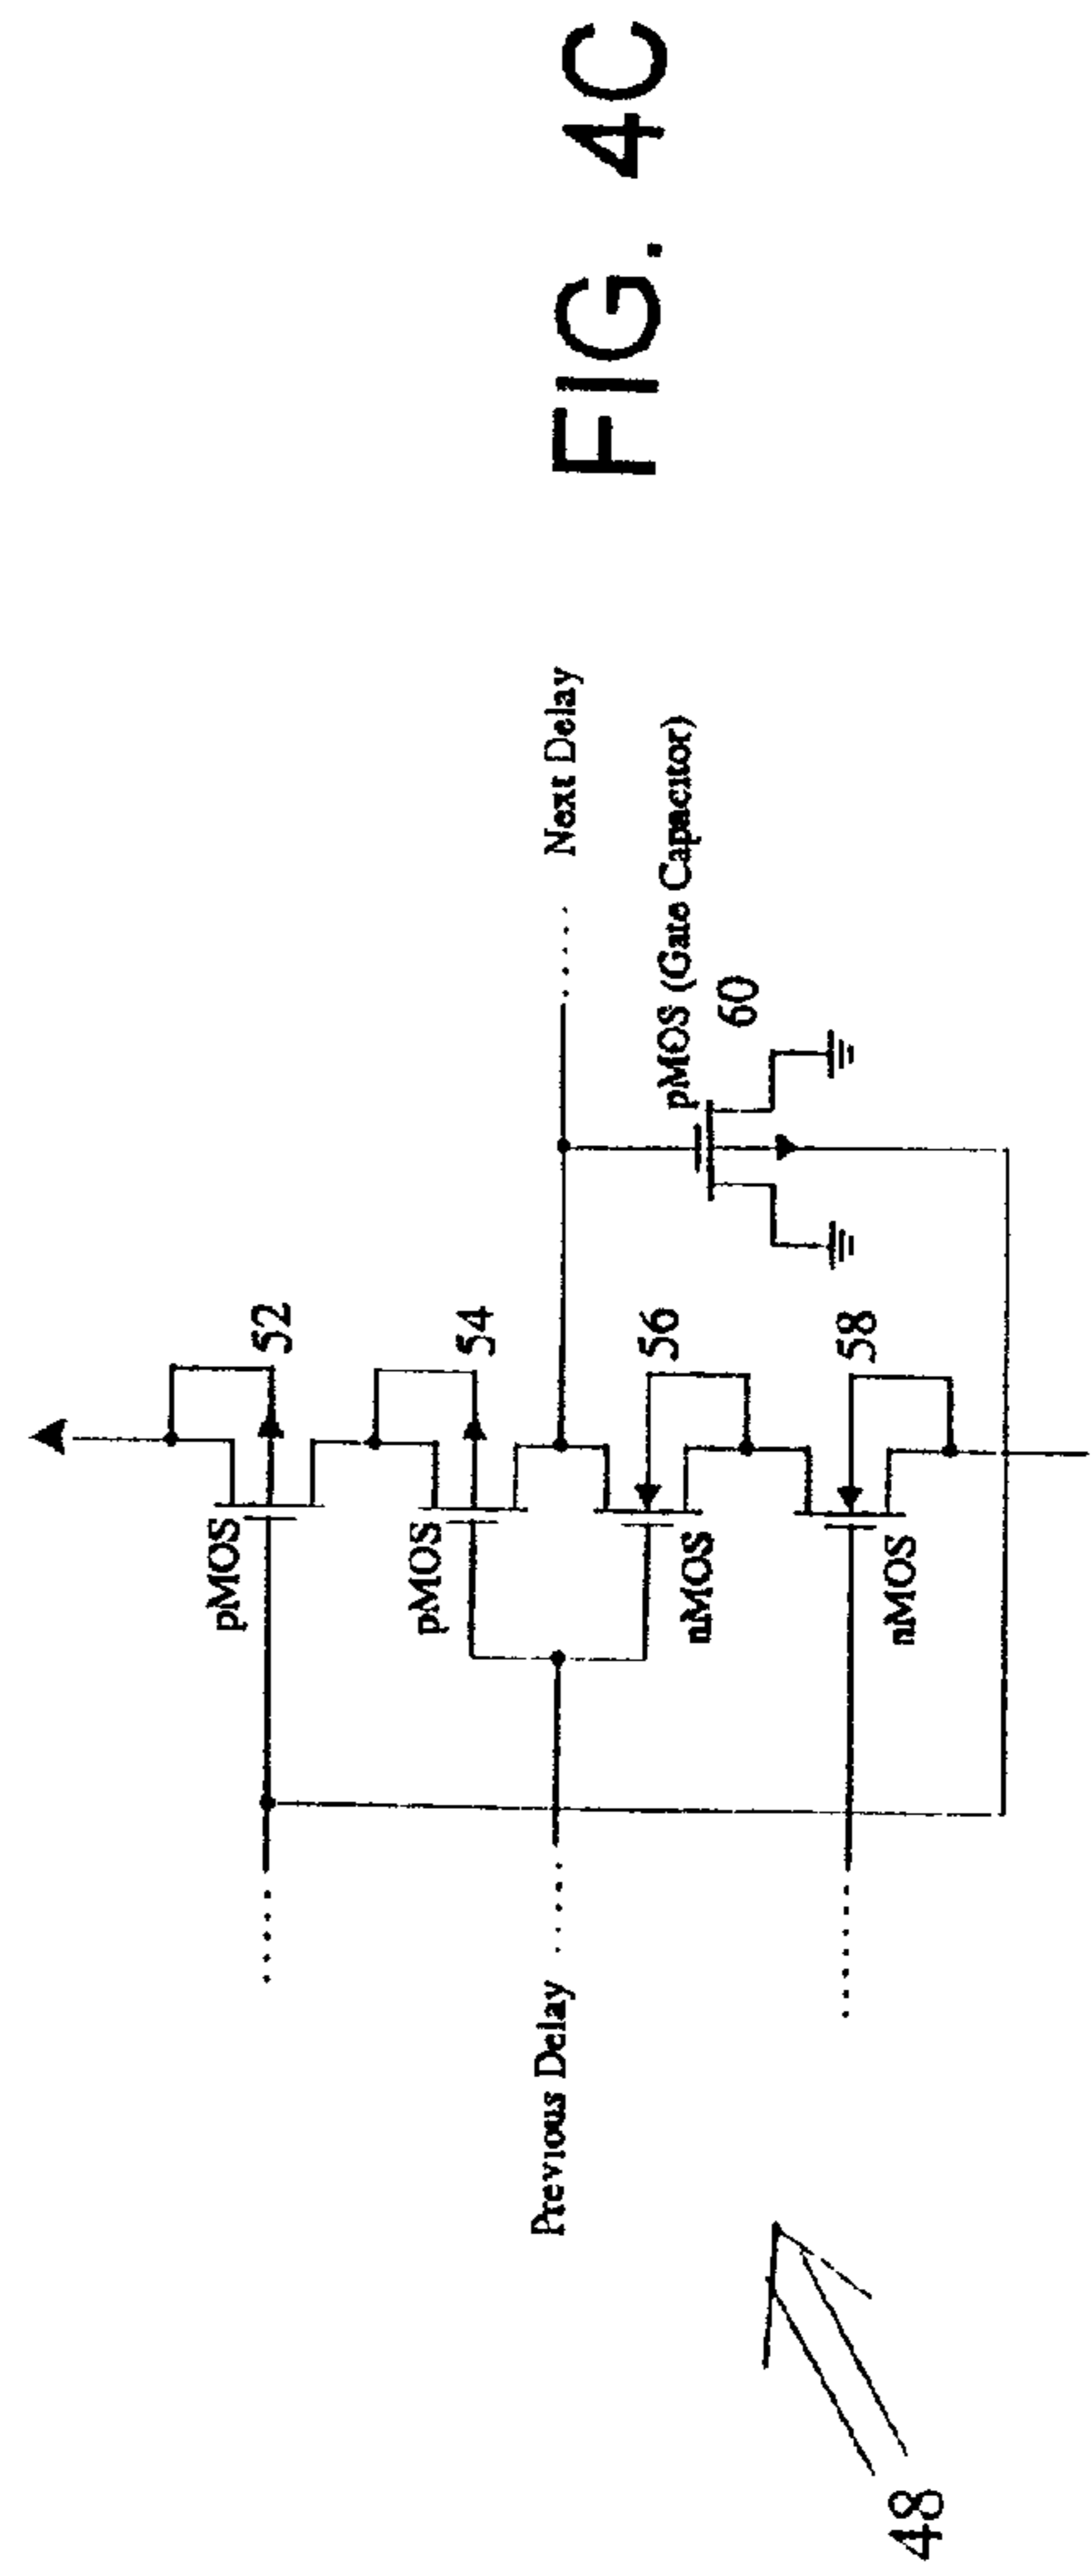 pMOS
52
pMOS
54
Previous Delay
Next Delay
nMOS
56
pMOS (Gate Capacitor)
60
nMOS
58
48
FIG. 4C